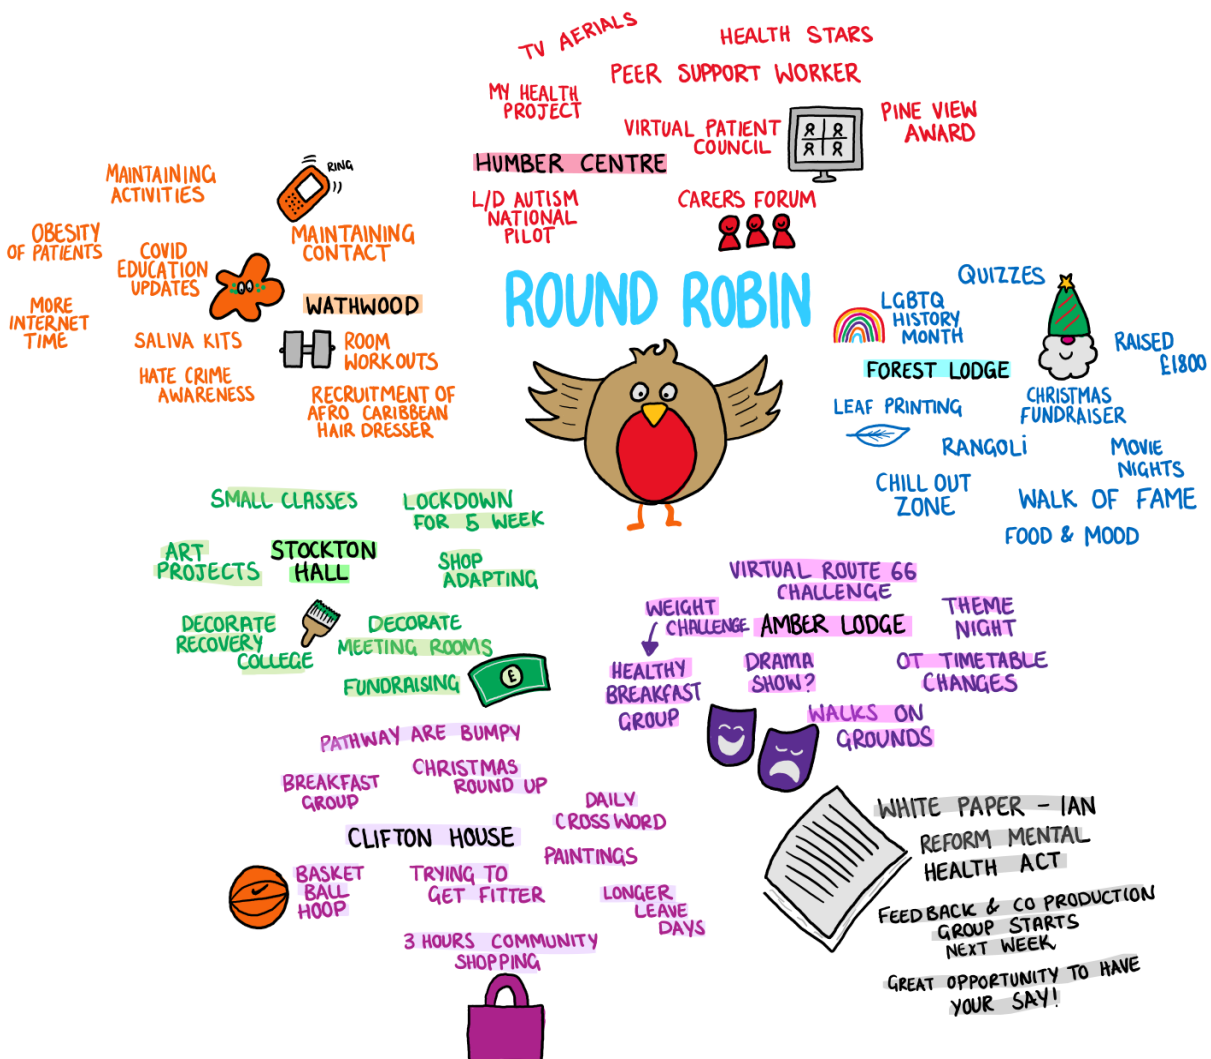 TV AERIALS
HEALTH STARS
PEER SUPPORT WORKER
MY HEALTH
PROJECT
VIRTUAL PATIENT
COUNCIL
PINE VIEW
AWARD
HUMBER CENTRE
L/D AUTISM
NATIONAL
PILOT
CARERS FORUM
MAINTAINING
ACTIVITIES
RING
OBESITY
OF PATIENTS
COVID
EDUCATION
UPDATES
MAINTAINING
CONTACT
WATHWOOD
MORE
INTERNET
TIME
SALIVA KITS
ROOM
WORKOUTS
HATE CRIME
AWARENESS
RECRUITMENT OF
AFRO CARIBBEAN
HAIR DRESSER
ROUND ROBIN
QUIZZES
LGBTQ
HISTORY
MONTH
RAISED
£1800
FOREST LODGE
CHRISTMAS
FUNDRAISER
LEAF PRINTING
RANGOLI
MOVIE
NIGHTS
CHILL OUT
ZONE
WALK OF FAME
FOOD & MOOD
SMALL CLASSES
LOCKDOWN
FOR 5 WEEK
ART
PROJECTS
STOCKTON
HALL
SHOP
ADAPTING
DECORATE
RECOVERY
COLLEGE
DECORATE
MEETING ROOMS
FUNDRAISING
£
VIRTUAL ROUTE 66
CHALLENGE
WEIGHT
CHALLENGE
AMBER LODGE
THEME
NIGHT
HEALTHY
BREAKFAST
GROUP
DRAMA
SHOW?
OT TIMETABLE
CHANGES
WALKS ON
GROUNDS
PATHWAY ARE BUMPY
BREAKFAST
GROUP
CHRISTMAS
ROUND UP
DAILY
CROSSWORD
CLIFTON HOUSE
PAINTINGS
BASKET
BALL
HOOP
TRYING TO
GET FITTER
LONGER
LEAVE
DAYS
3 HOURS COMMUNITY
SHOPPING
WHITE PAPER - IAN
REFORM MENTAL
HEALTH ACT
FEEDBACK & CO PRODUCTION
GROUP STARTS
NEXT WEEK
GREAT OPPORTUNITY TO HAVE
YOUR SAY!